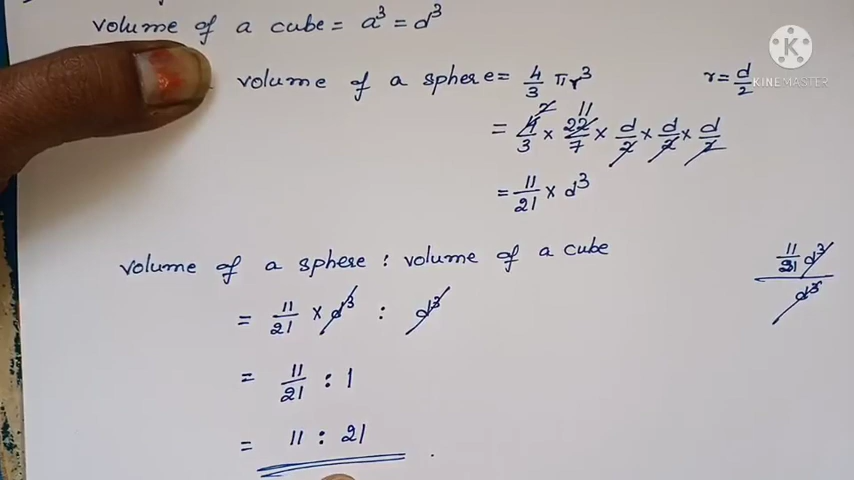 volume of a cube = a³ = d³
volume of a sphere = 4/3 πr³
r = d/2
KINEMASTER
= 4/3 × 22/7 × d/2 × d/2 × d/2
2 11
= 11/21 × d³
volume of a sphere : volume of a cube
11/21 d³ / d³
= 11/21 × d³ : d³
= 11/21 : 1
= 11 : 21